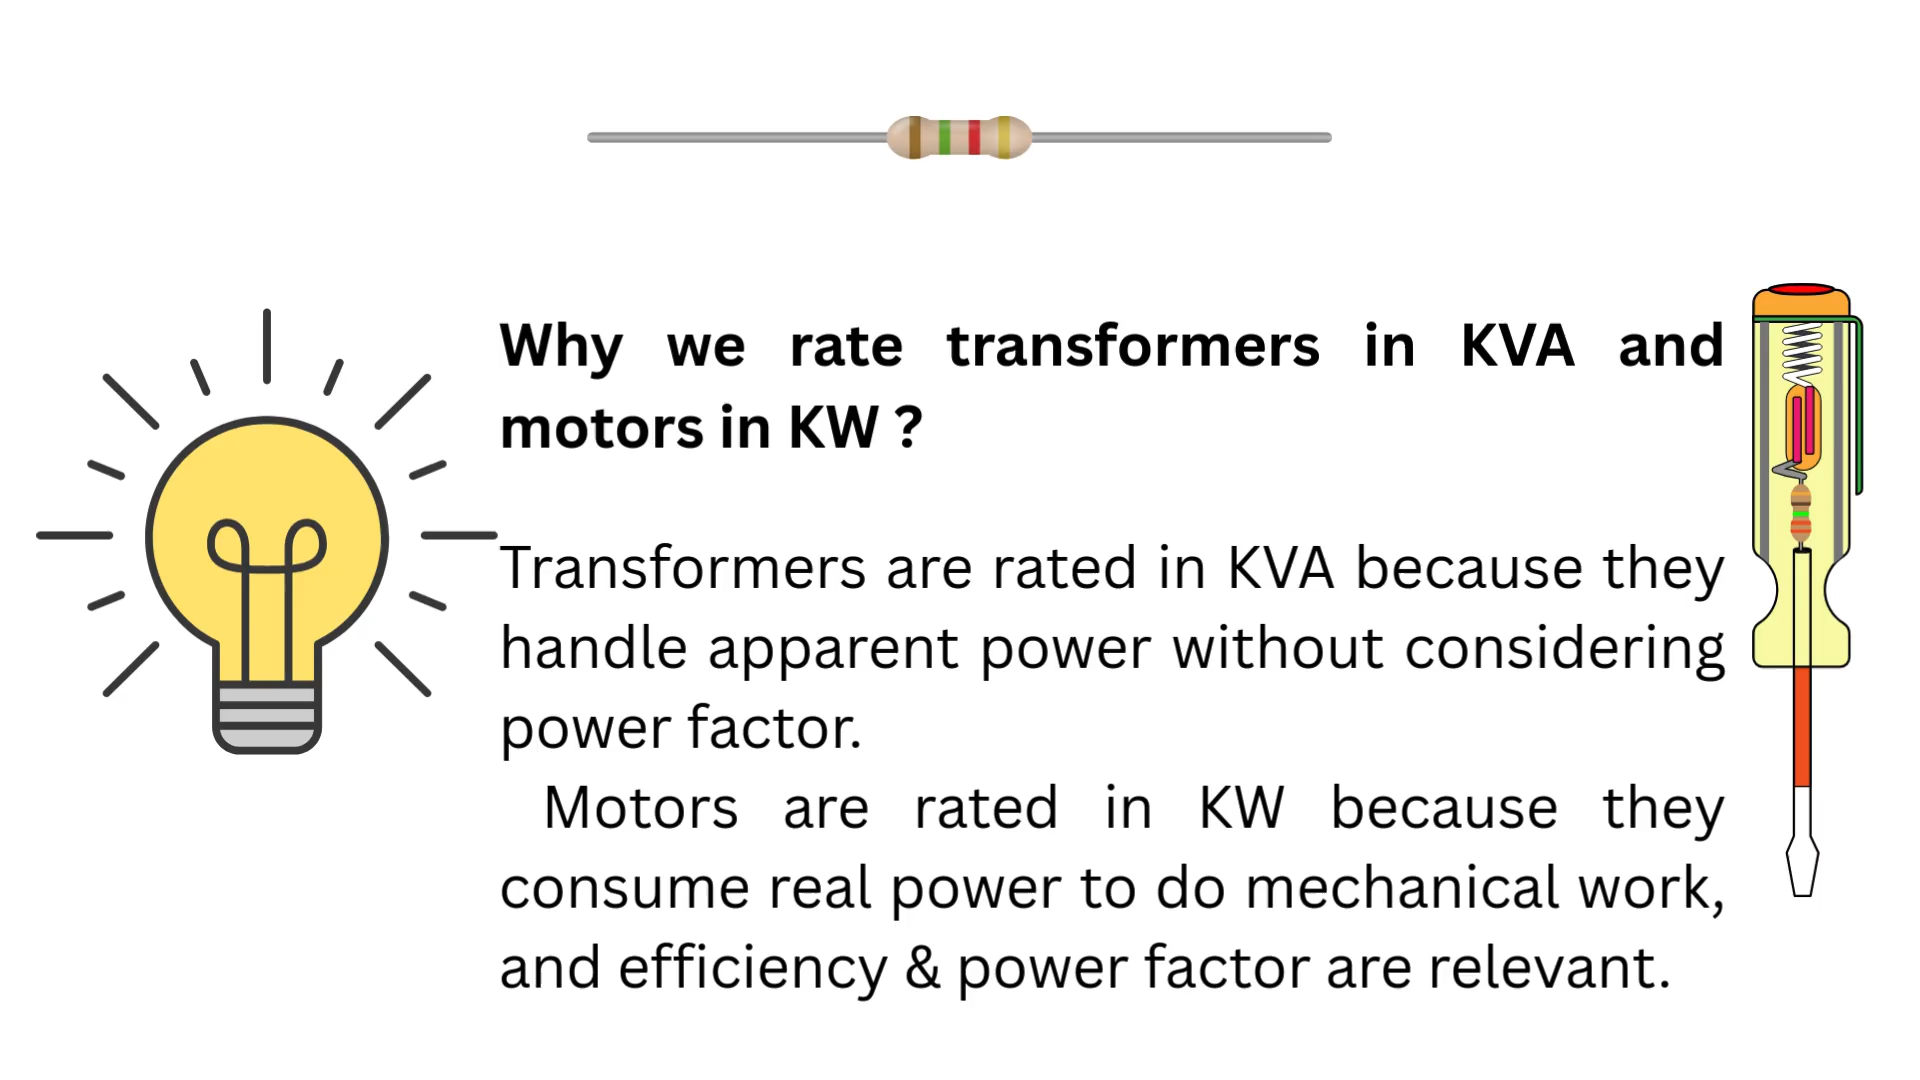 Why we rate transformers in KVA and
motors in KW ?
Transformers are rated in KVA because they
handle apparent power without considering
power factor.
Motors are rated in KW because they
consume real power to do mechanical work,
and efficiency & power factor are relevant.